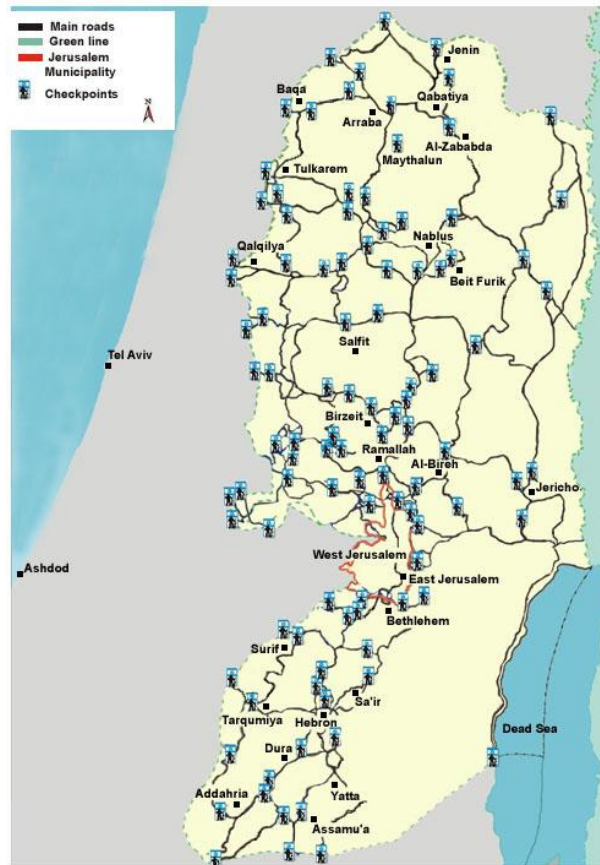 Main roads
Green line
Jerusalem
Municipality
Checkpoints
N
Jenin
Baqa
Qabatiya
Arraba
Al-Zababda
Maythalun
Tulkarem
Nablus
Qalqilya
Beit Furik
Salfit
Tel Aviv
Birzeit
Ramallah
Al-Bireh
Jericho
West Jerusalem
Ashdod
East Jerusalem
Bethlehem
Surif
Sa'ir
Tarqumiya
Hebron
Dead Sea
Dura
Yatta
Addahria
Assamu'a